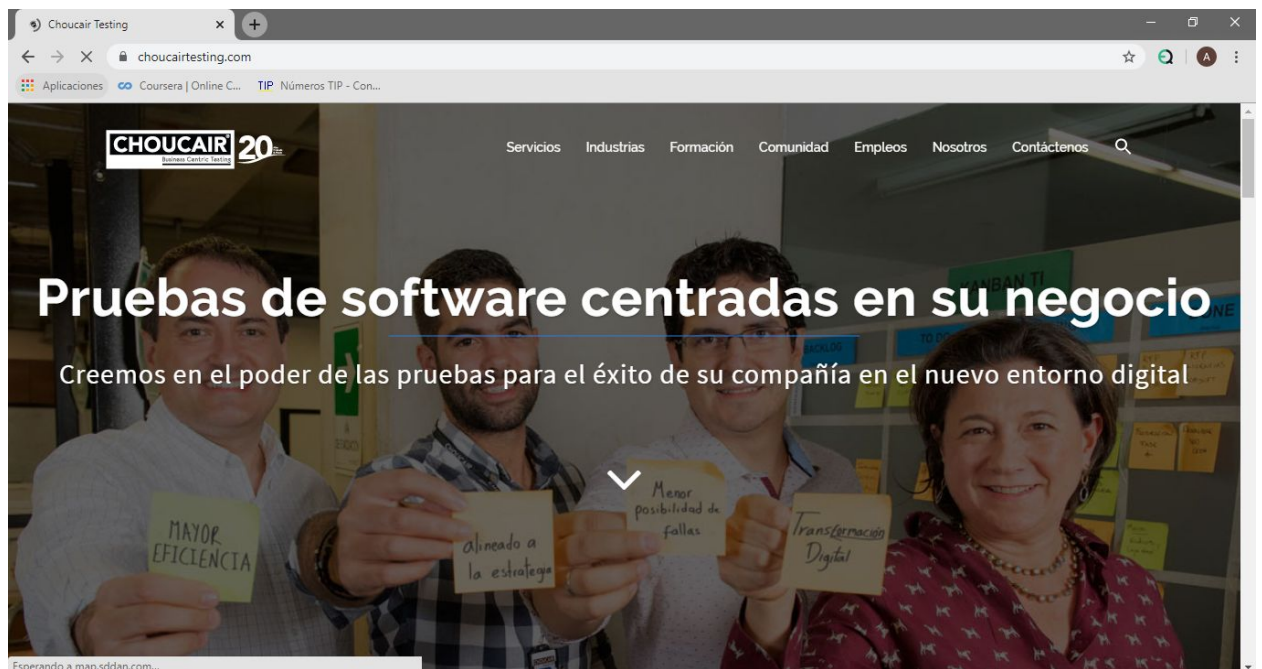 Choucair Testing
choucairtesting.com
A
Aplicaciones
Coursera | Online C...
TIP Números TIP - Con...
CHOUCAIR
Business Centric Testing
20
Servicios
Industrias
Formación
Comunidad
Empleos
Nosotros
Contáctenos
KANBAN TI
Pruebas de software centradas en su negocio
BACKLOG
TO DO
Creemos en el poder de las pruebas para el éxito de su compañía en el nuevo entorno digital
MAYOR
EFICIENCIA
alineado a
la estrategia
Menor
posibilidad de
fallas
Transformación
Digital
Esperando a map.sddan.com...